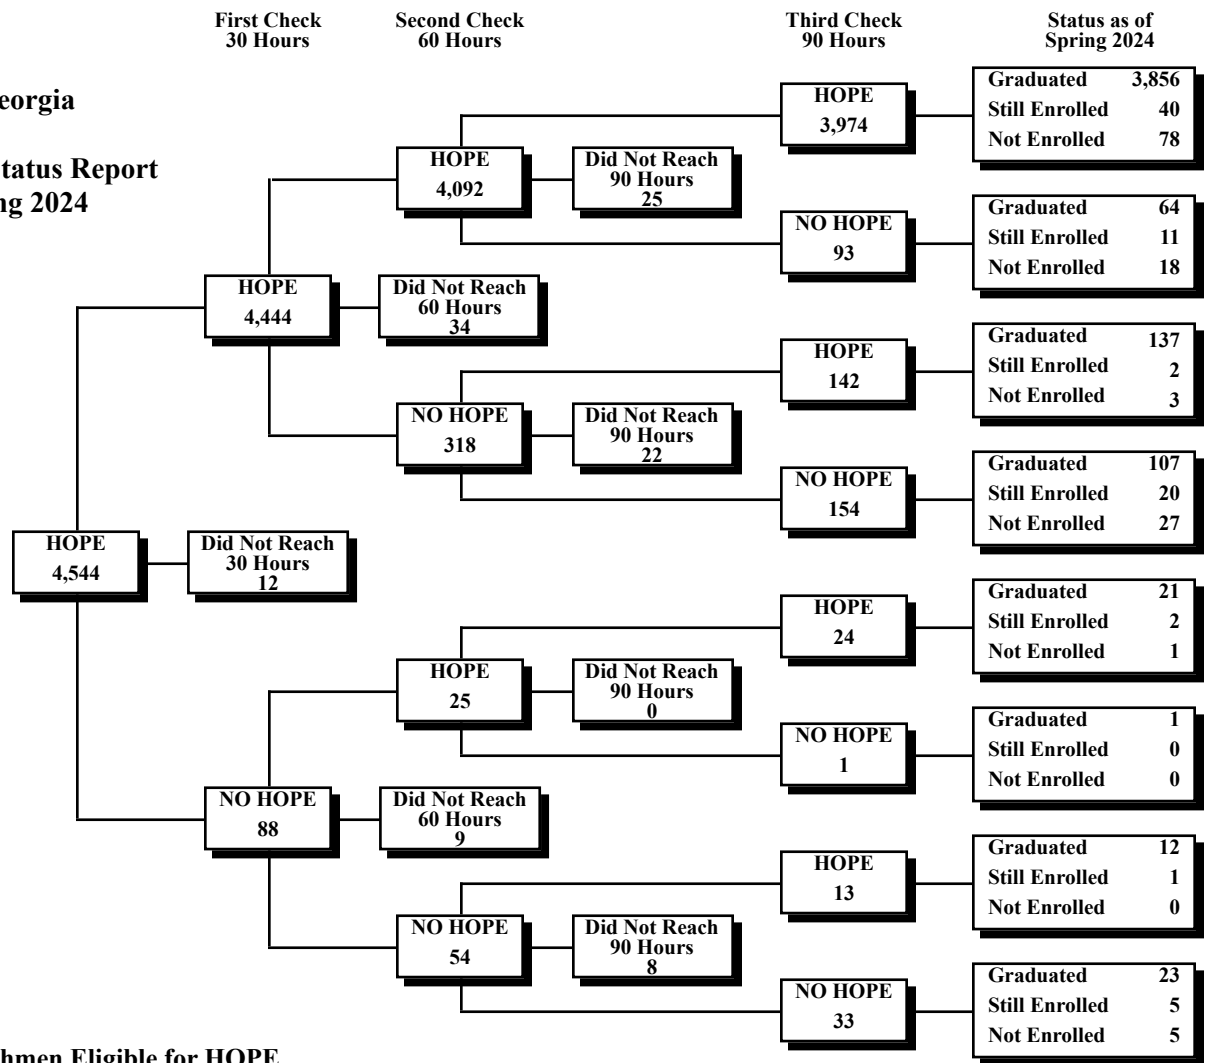 First Check
30 Hours
Second Check
60 Hours
Third Check
90 Hours
Status as of
Spring 2024
eorgia
tatus Report
ng 2024
HOPE
4,544
Did Not Reach
30 Hours
12
HOPE
4,444
Did Not Reach
60 Hours
34
NO HOPE
88
Did Not Reach
60 Hours
9
HOPE
4,092
Did Not Reach
90 Hours
25
NO HOPE
318
Did Not Reach
90 Hours
22
HOPE
25
Did Not Reach
90 Hours
0
NO HOPE
54
Did Not Reach
90 Hours
8
HOPE
3,974
Graduated 3,856
Still Enrolled 40
Not Enrolled 78
NO HOPE
93
Graduated 64
Still Enrolled 11
Not Enrolled 18
HOPE
142
Graduated 137
Still Enrolled 2
Not Enrolled 3
NO HOPE
154
Graduated 107
Still Enrolled 20
Not Enrolled 27
HOPE
24
Graduated 21
Still Enrolled 2
Not Enrolled 1
NO HOPE
1
Graduated 1
Still Enrolled 0
Not Enrolled 0
HOPE
13
Graduated 12
Still Enrolled 1
Not Enrolled 0
NO HOPE
33
Graduated 23
Still Enrolled 5
Not Enrolled 5
hmen Eligible for HOPE